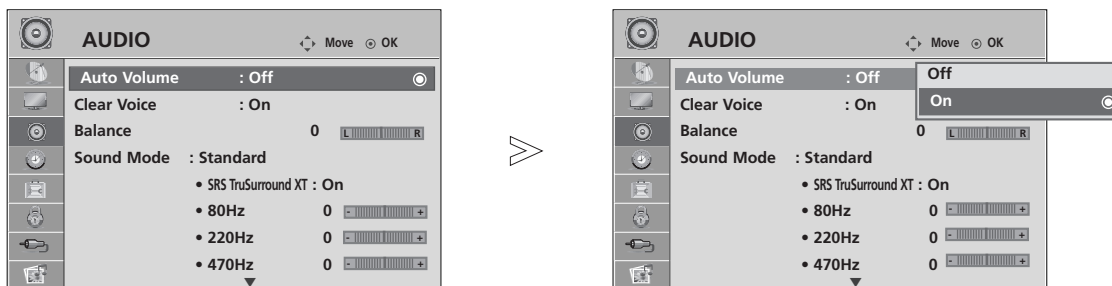 AUDIO Move OK
Auto Volume : Off
Clear Voice : On
Balance 0 L R
Sound Mode : Standard
• SRS TruSurround XT : On
• 80Hz 0 - +
• 220Hz 0 - +
• 470Hz 0 - +
>
AUDIO Move OK
Auto Volume : Off
Off
On
Clear Voice : On
Balance 0 L R
Sound Mode : Standard
• SRS TruSurround XT : On
• 80Hz 0 - +
• 220Hz 0 - +
• 470Hz 0 - +